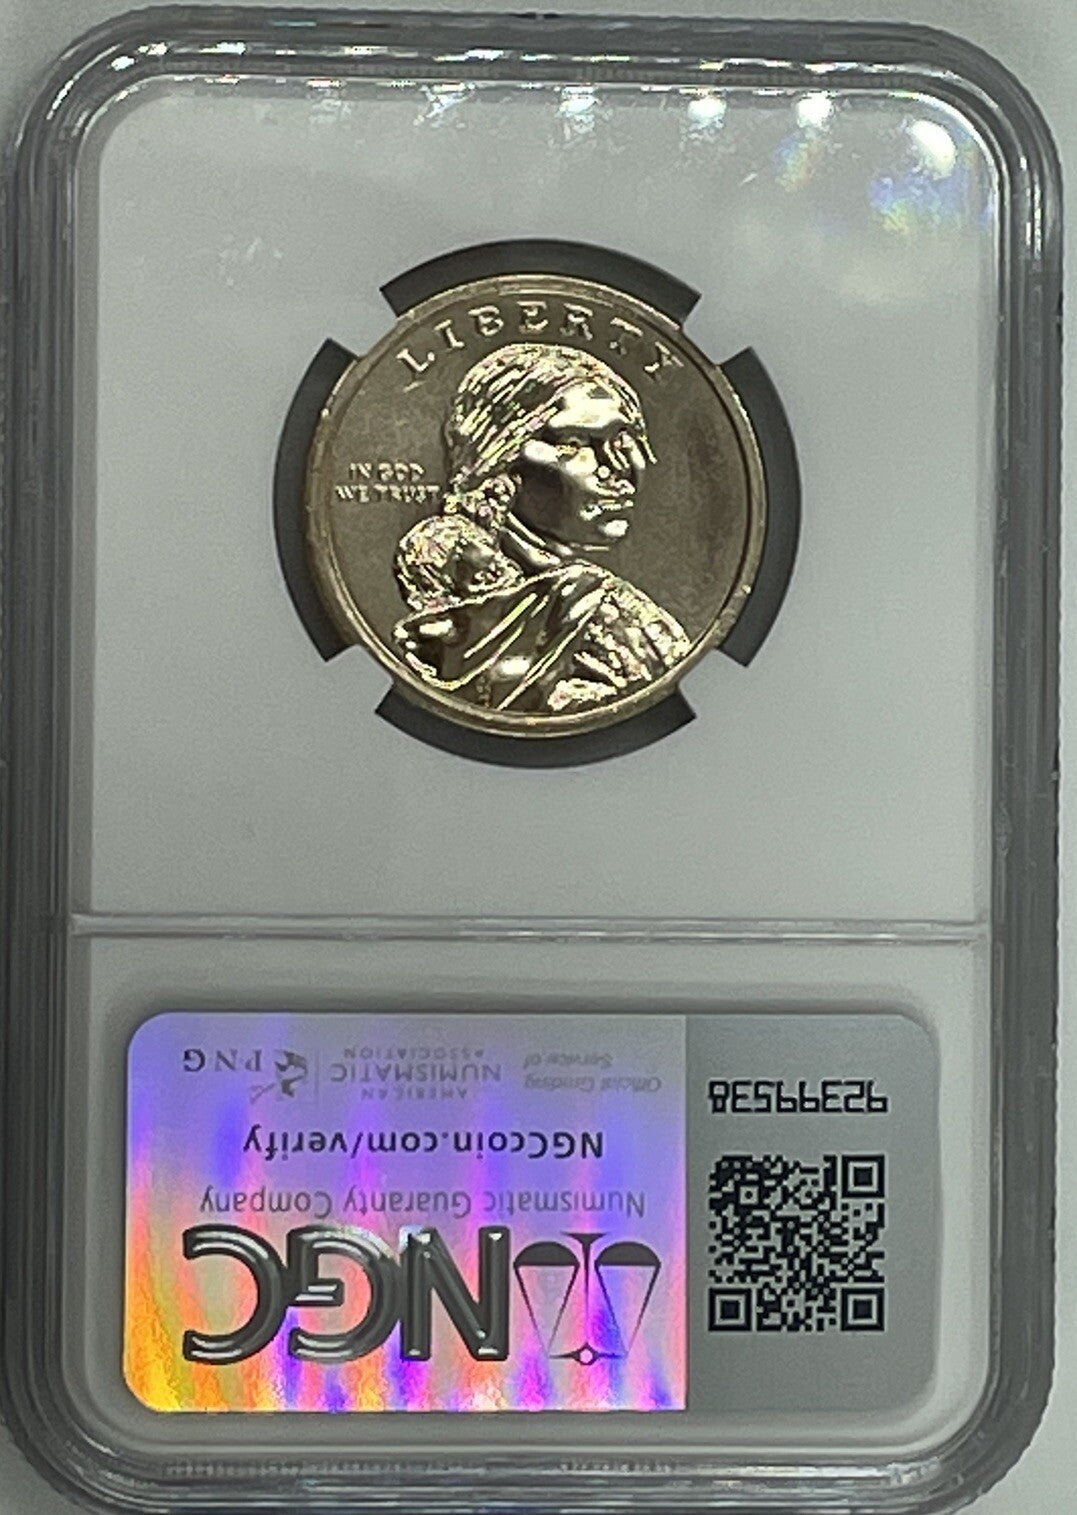 LIBERTY
IN GOD
WE TRUST
NGC
Numismatic Guaranty Company
NGCcoin.com/verify
Official Grading
Service of
AMERICAN
NUMISMATIC
ASSOCIATION
PNG
92399538